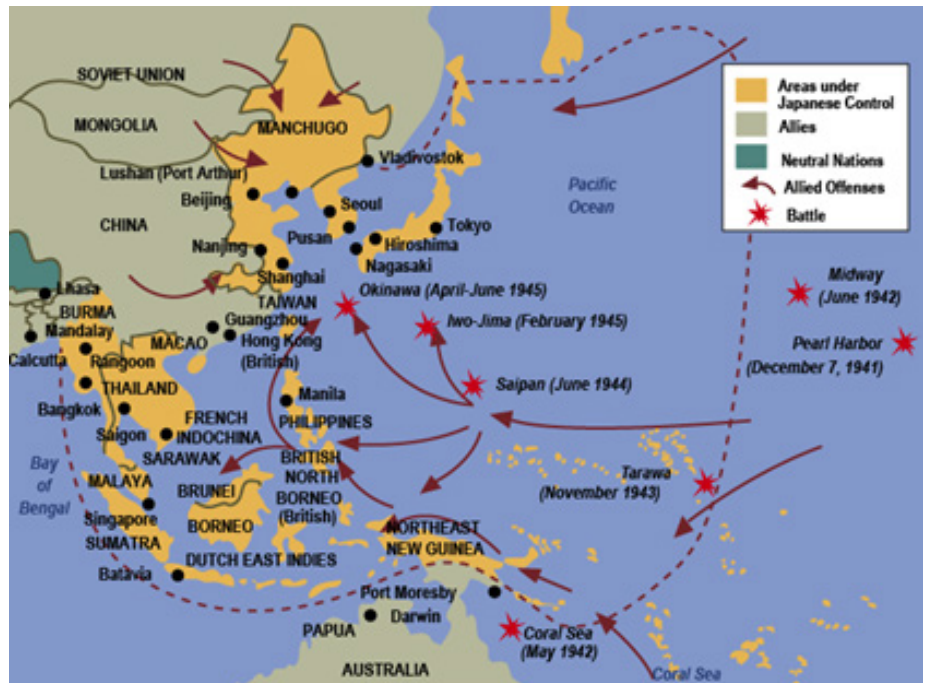 SOVIET UNION
MONGOLIA
MANCHUGO
Vladivostok
Lushan (Port Arthur)
Beijing
Seoul
CHINA
Pusan
Tokyo
Hiroshima
Nanjing
Nagasaki
Shanghai
Pacific
Ocean
Areas under
Japanese Control
Allies
Neutral Nations
Allied Offenses
Battle
Lhasa
Okinawa (April-June 1945)
TAIWAN
BURMA
Mandalay
Guangzhou
Iwo-Jima (February 1945)
Midway
(June 1942)
Calcutta
MACAO
Hong Kong
(British)
Rangoon
Pearl Harbor
(December 7, 1941)
THAILAND
Manila
Saipan (June 1944)
Bangkok
FRENCH
INDOCHINA
PHILIPPINES
Saigon
SARAWAK
BRITISH
NORTH
BORNEO
(British)
Bay
of
Bengal
MALAYA
BRUNEI
Tarawa
(November 1943)
Singapore
BORNEO
NORTHEAST
NEW GUINEA
SUMATRA
DUTCH EAST INDIES
Batavia
Port Moresby
Darwin
PAPUA
Coral Sea
(May 1942)
AUSTRALIA
Coral Sea